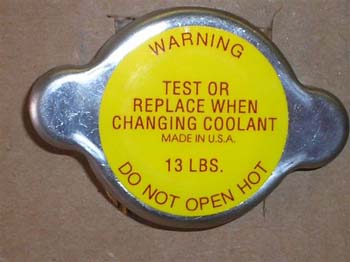 WARNING
TEST OR
REPLACE WHEN
CHANGING COOLANT
MADE IN U.S.A.
13 LBS.
DO NOT OPEN HOT